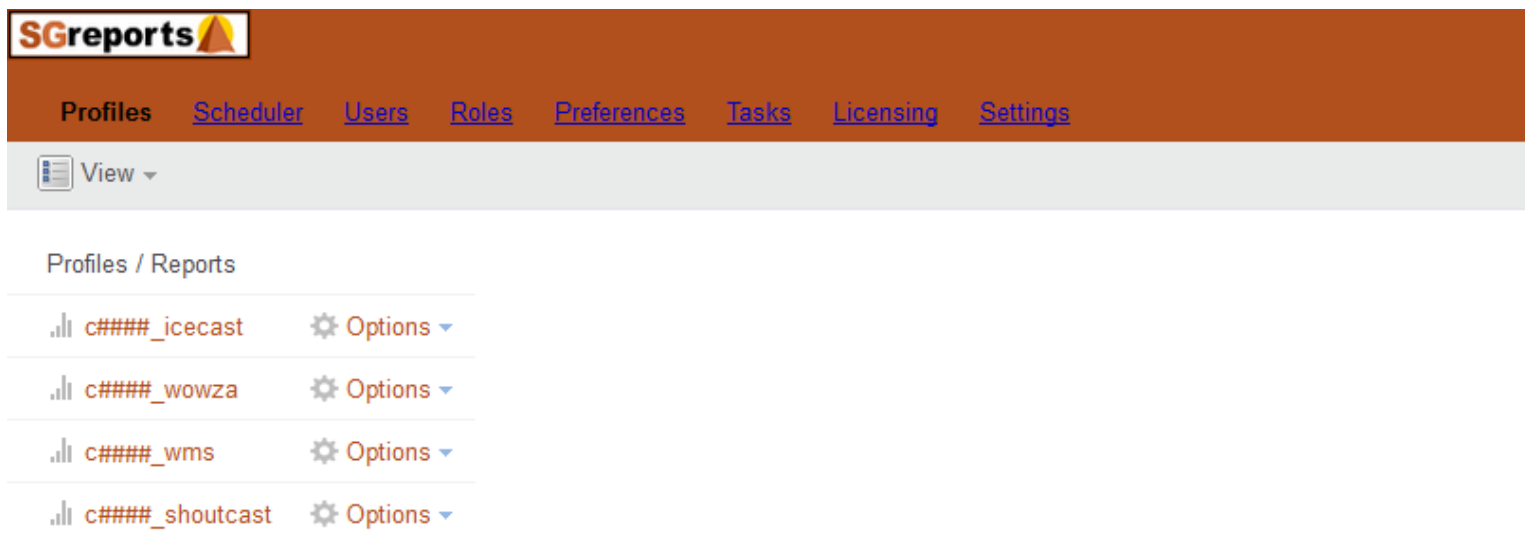 SGreports
Profiles Scheduler Users Roles Preferences Tasks Licensing Settings
View
Profiles / Reports
c####_icecast Options
c####_wowza Options
c####_wms Options
c####_shoutcast Options